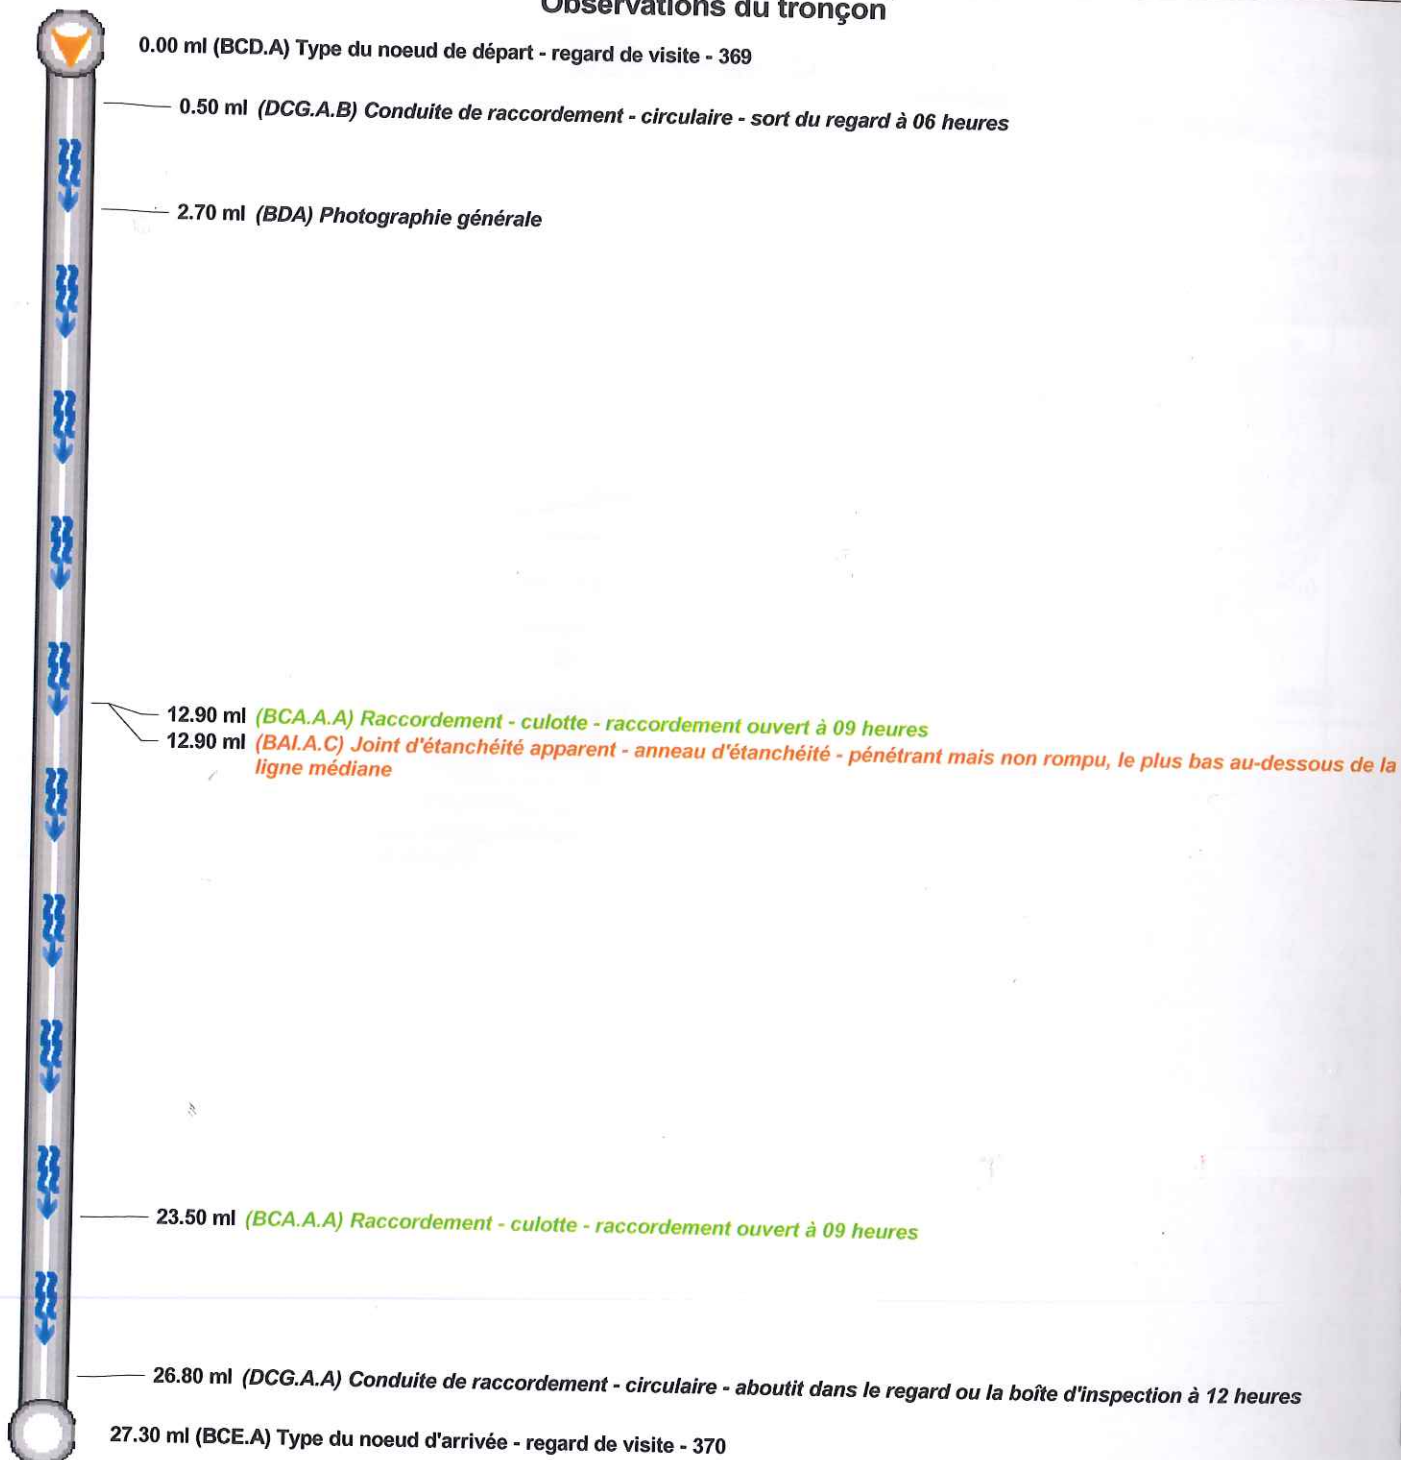 Observations du tronçon
0.00 ml (BCD.A) Type du noeud de départ - regard de visite - 369
0.50 ml (DCG.A.B) Conduite de raccordement - circulaire - sort du regard à 06 heures
2.70 ml (BDA) Photographie générale
12.90 ml (BCA.A.A) Raccordement - culotte - raccordement ouvert à 09 heures
12.90 ml (BAI.A.C) Joint d'étanchéité apparent - anneau d'étanchéité - pénétrant mais non rompu, le plus bas au-dessous de la
ligne médiane
23.50 ml (BCA.A.A) Raccordement - culotte - raccordement ouvert à 09 heures
26.80 ml (DCG.A.A) Conduite de raccordement - circulaire - aboutit dans le regard ou la boîte d'inspection à 12 heures
27.30 ml (BCE.A) Type du noeud d'arrivée - regard de visite - 370